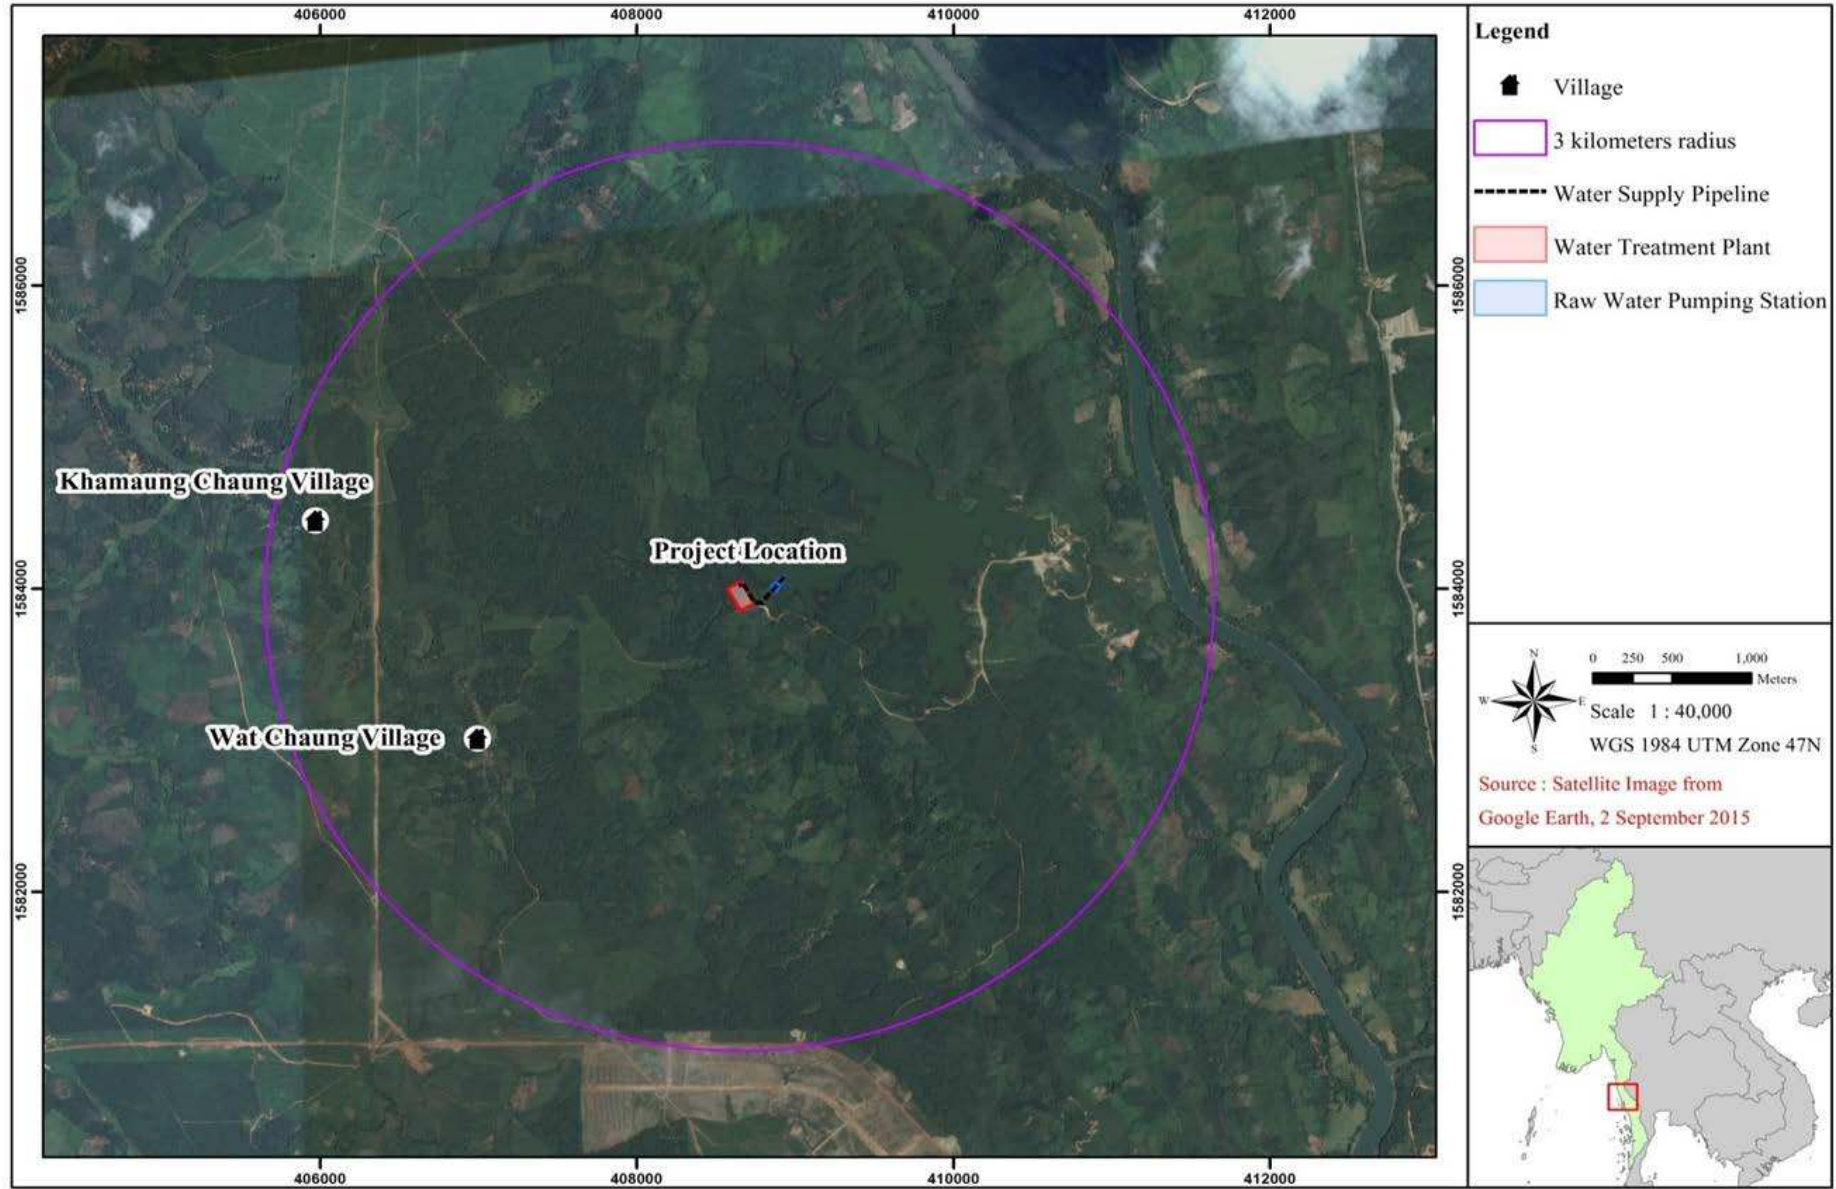 406000 408000 410000 412000
1586000
1584000
1582000
Khamaung Chaung Village
Project Location
Wat Chaung Village
1586000
1584000
1582000
406000 408000 410000 412000
Legend
Village
3 kilometers radius
Water Supply Pipeline
Water Treatment Plant
Raw Water Pumping Station
N
W E
S
0 250 500 1,000
Meters
Scale 1 : 40,000
WGS 1984 UTM Zone 47N
Source : Satellite Image from
Google Earth, 2 September 2015